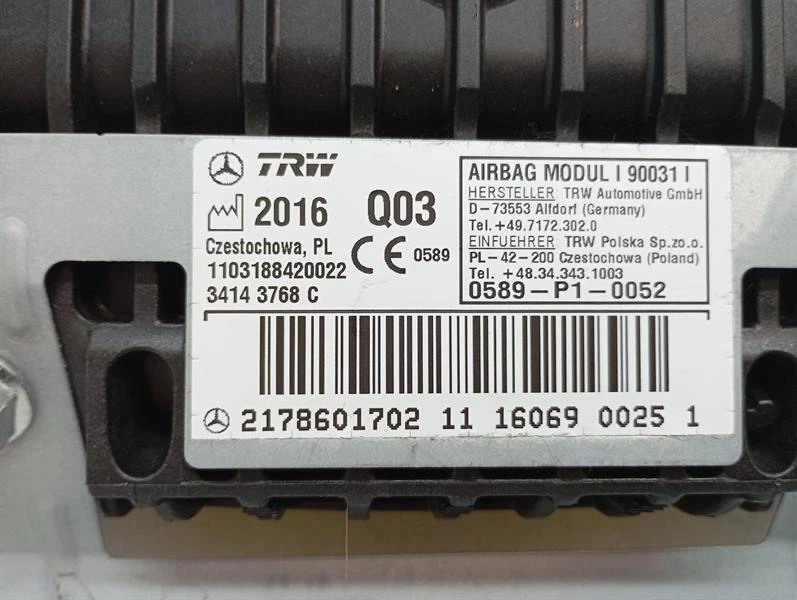 TRW
2016 Q03
Czestochowa, PL
1103188420022
3414 3768 C
CE 0589
AIRBAG MODUL I 90031 I
HERSTELLER: TRW Automotive GmbH
D-73553 Alfdorf (Germany)
Tel.+49.7172.302.0
EINFUEHRER : TRW Polska Sp.zo.o.
PL-42-200 Czestochowa (Poland)
Tel. +48.34.343.1003
0589-P1-0052
2178601702 11 16069 0025 1